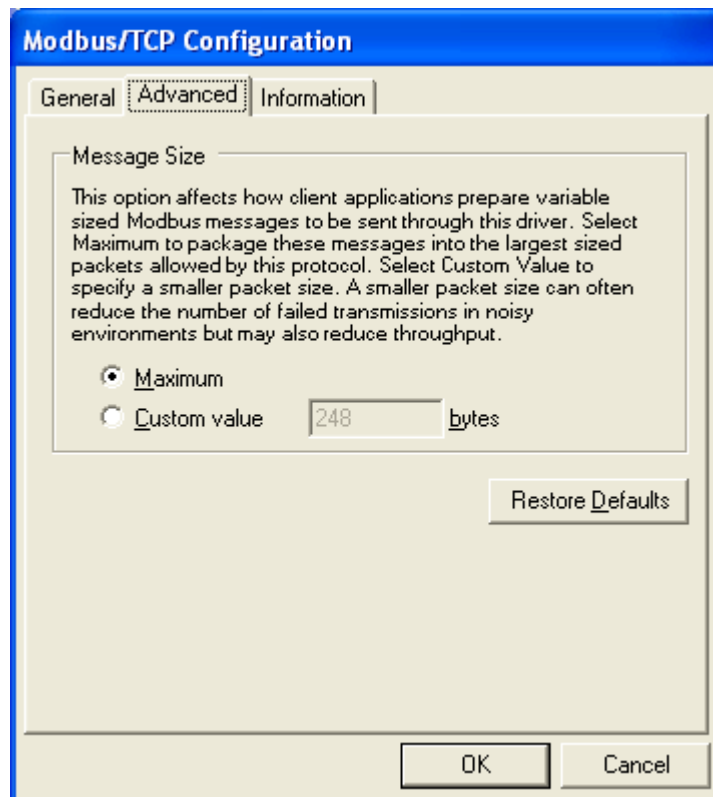 Modbus/TCP Configuration
General Advanced Information
Message Size
This option affects how client applications prepare variable
sized Modbus messages to be sent through this driver. Select
Maximum to package these messages into the largest sized
packets allowed by this protocol. Select Custom Value to
specify a smaller packet size. A smaller packet size can often
reduce the number of failed transmissions in noisy
environments but may also reduce throughput.
Maximum
Custom value 248 bytes
Restore Defaults
OK Cancel